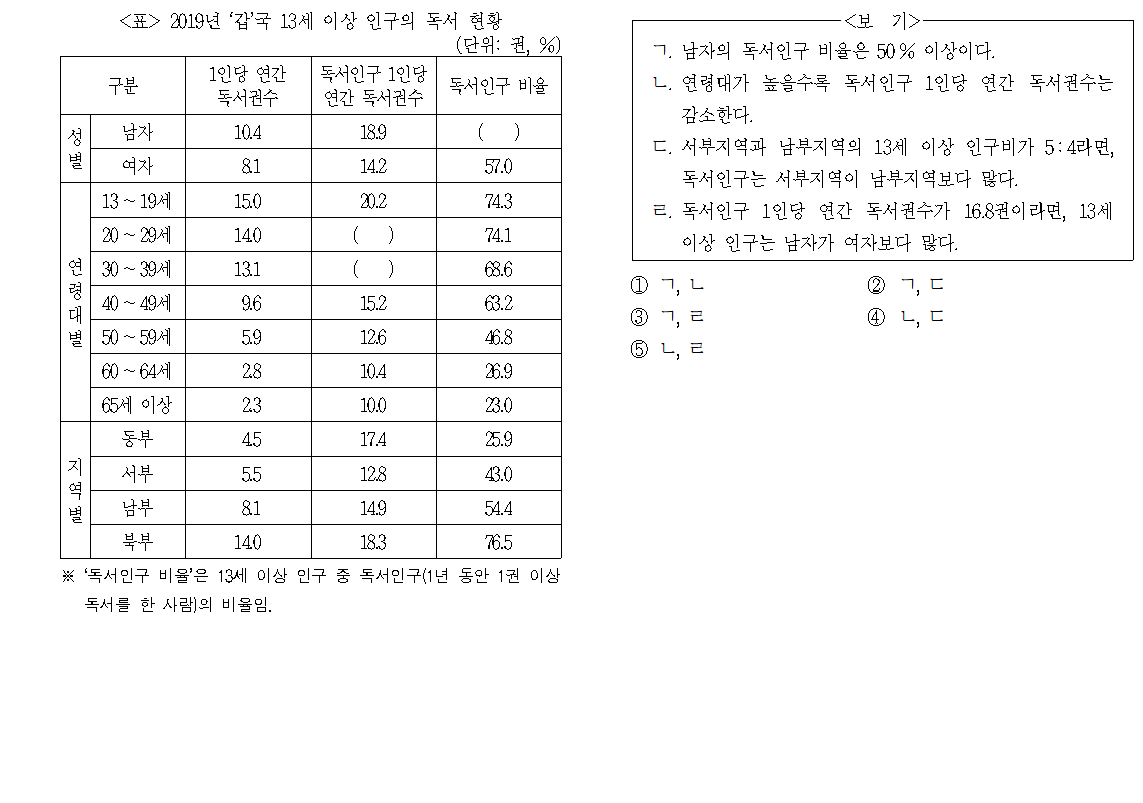 <표> 2019년 ‘갑’국 13세 이상 인구의 독서 현황
(단위: 권, %)
구분 1인당 연간 독서권수 독서인구 1인당 연간 독서권수 독서인구 비율
성별 남자 10.4 18.9 ( )
여자 8.1 14.2 57.0
연령대별 13~19세 15.0 20.2 74.3
20~29세 14.0 ( ) 74.1
30~39세 13.1 ( ) 68.6
40~49세 9.6 15.2 63.2
50~59세 5.9 12.6 46.8
60~64세 2.8 10.4 26.9
65세 이상 2.3 10.0 23.0
지역별 동부 4.5 17.4 25.9
서부 5.5 12.8 43.0
남부 8.1 14.9 54.4
북부 14.0 18.3 76.5
※ ‘독서인구 비율’은 13세 이상 인구 중 독서인구(1년 동안 1권 이상
독서를 한 사람)의 비율임.
<보 기>
ㄱ. 남자의 독서인구 비율은 50% 이상이다.
ㄴ. 연령대가 높을수록 독서인구 1인당 연간 독서권수는
감소한다.
ㄷ. 서부지역과 남부지역의 13세 이상 인구비가 5:4라면,
독서인구는 서부지역이 남부지역보다 많다.
ㄹ. 독서인구 1인당 연간 독서권수가 16.8권이라면, 13세
이상 인구는 남자가 여자보다 많다.
① ㄱ, ㄴ ② ㄱ, ㄷ
③ ㄱ, ㄹ ④ ㄴ, ㄷ
⑤ ㄴ, ㄹ